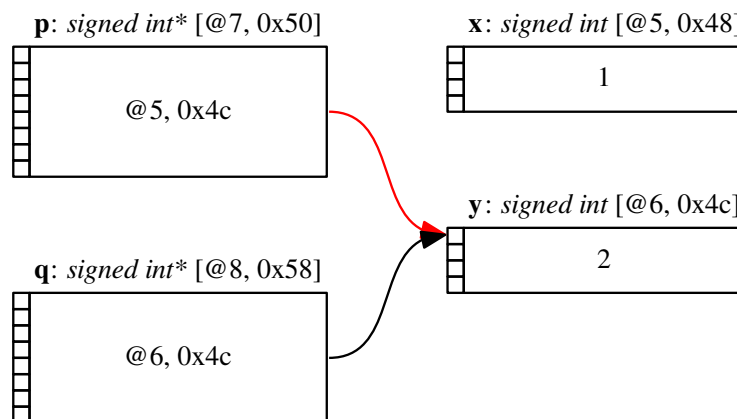 p: signed int* [@7, 0x50]
@5, 0x4c
x: signed int [@5, 0x48]
1
y: signed int [@6, 0x4c]
2
q: signed int* [@8, 0x58]
@6, 0x4c